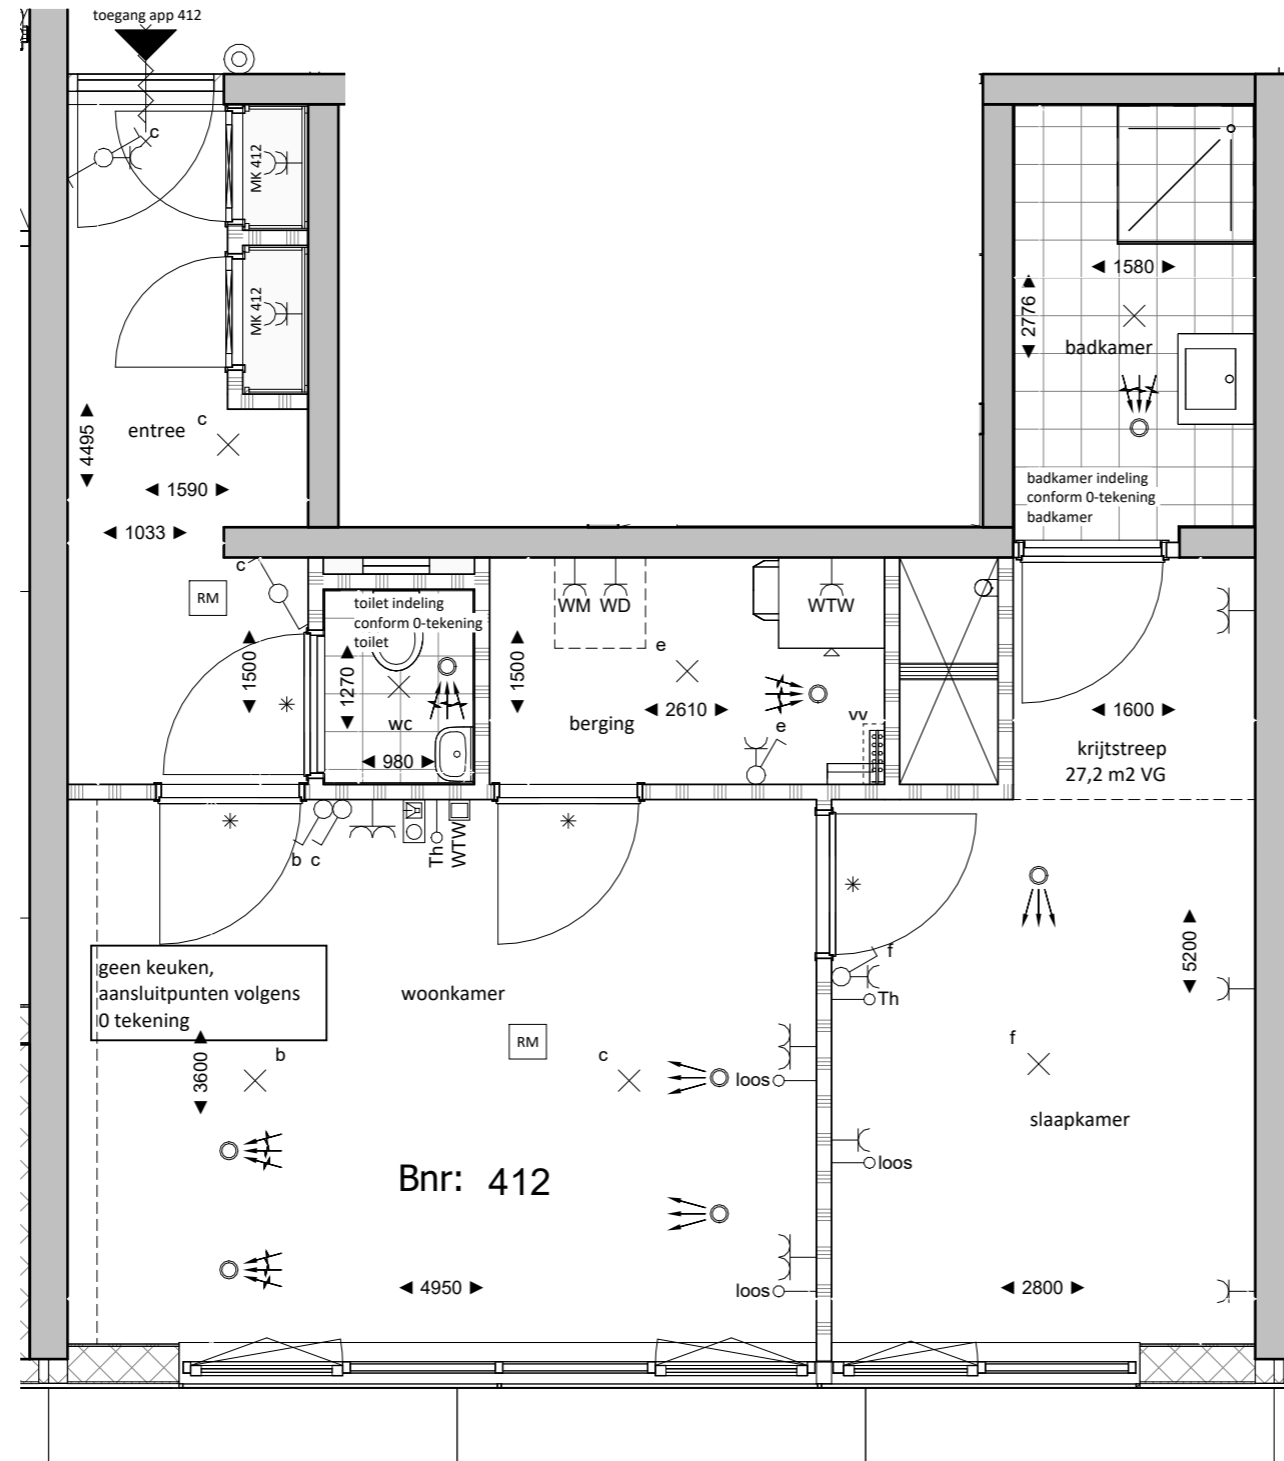 toegang app 412
c
MK 412
MK 412
1580
2776
badkamer
badkamer indeling
conform 0-tekening
badkamer
4495
entree
c
1590
1033
c
RM
1500
toilet indeling
conform 0-tekening
toilet
1270
wc
980
1500
WM
WD
WTW
e
2610
berging
e
vv
1600
krijtstreep
27,2 m2 VG
b
c
Th
WTW
geen keuken,
aansluitpunten volgens
0 tekening
woonkamer
RM
3600
b
c
loos
f
Th
5200
f
slaapkamer
loos
Bnr: 412
4950
loos
2800